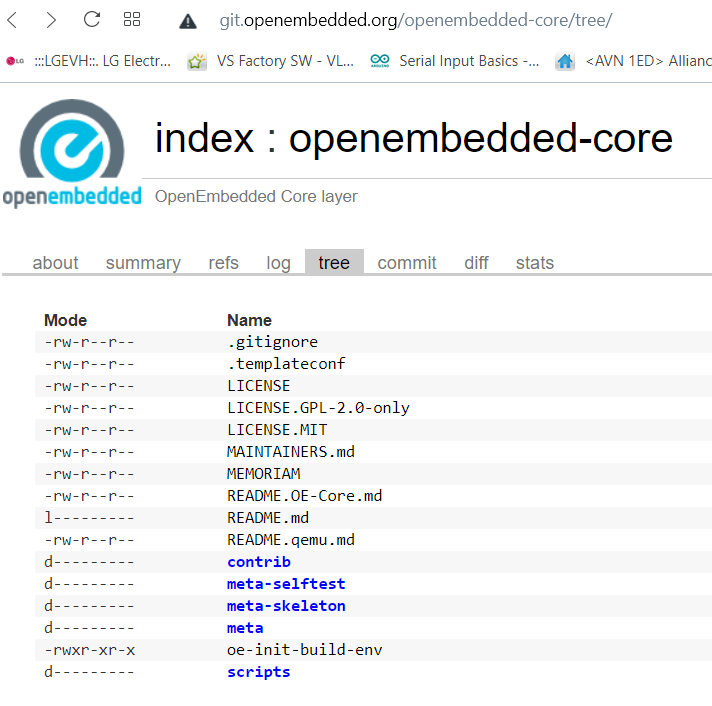 git.openembedded.org/openembedded-core/tree/
LG :::LGEVH::. LG Electr... VS Factory SW - VL... ARDUINO Serial Input Basics -... <AVN 1ED> Allianc
index : openembedded-core
openembedded
OpenEmbedded Core layer
about summary refs log tree commit diff stats
Mode Name
-rw-r--r-- .gitignore
-rw-r--r-- .templateconf
-rw-r--r-- LICENSE
-rw-r--r-- LICENSE.GPL-2.0-only
-rw-r--r-- LICENSE.MIT
-rw-r--r-- MAINTAINERS.md
-rw-r--r-- MEMORIAM
-rw-r--r-- README.OE-Core.md
l--------- README.md
-rw-r--r-- README.qemu.md
d--------- contrib
d--------- meta-selftest
d--------- meta-skeleton
d--------- meta
-rwxr-xr-x oe-init-build-env
d--------- scripts